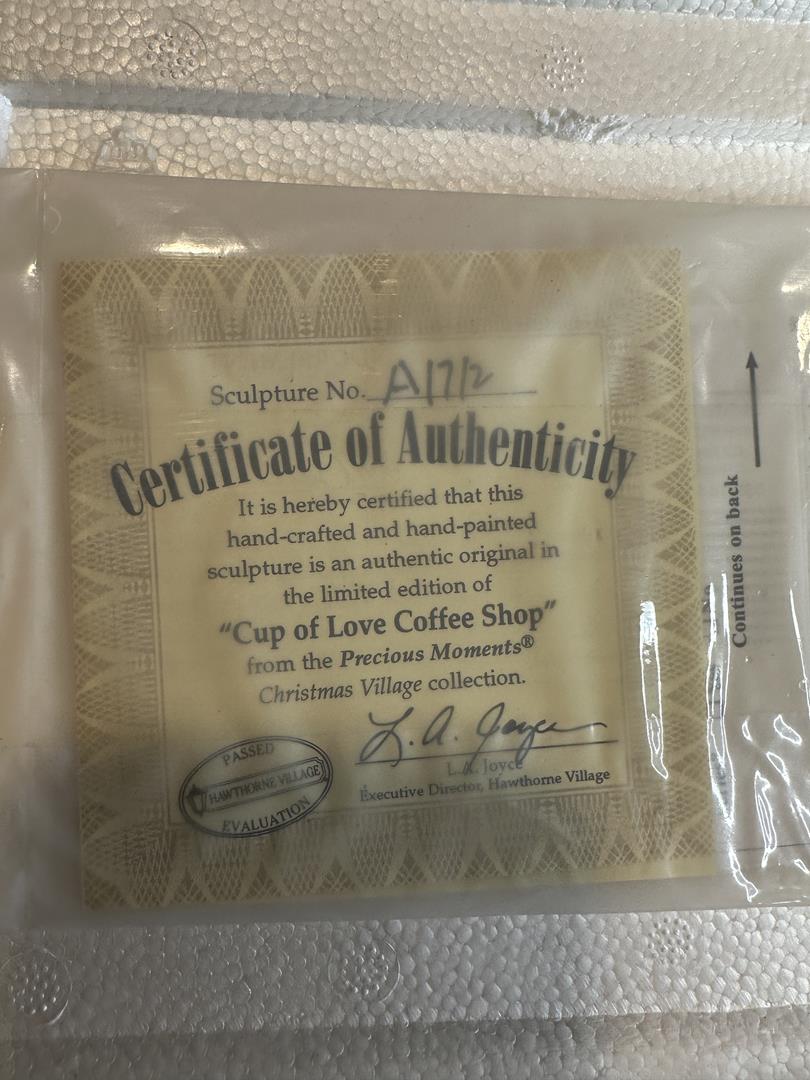 Sculpture No. A1712
Certificate of Authenticity
It is hereby certified that this
hand-crafted and hand-painted
sculpture is an authentic original in
the limited edition of
"Cup of Love Coffee Shop"
from the Precious Moments®
Christmas Village collection.
L. A. Joyce
L.A. Joyce
Executive Director, Hawthorne Village
PASSED
HAWTHORNE VILLAGE
EVALUATION
Continues on back